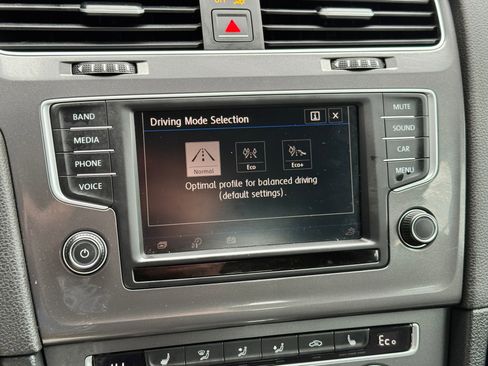 OFF
Driving Mode Selection
BAND
MEDIA
PHONE
VOICE
MUTE
SOUND
CAR
MENU
Normal
Eco
Eco+
Optimal profile for balanced driving
(default settings).
Eco